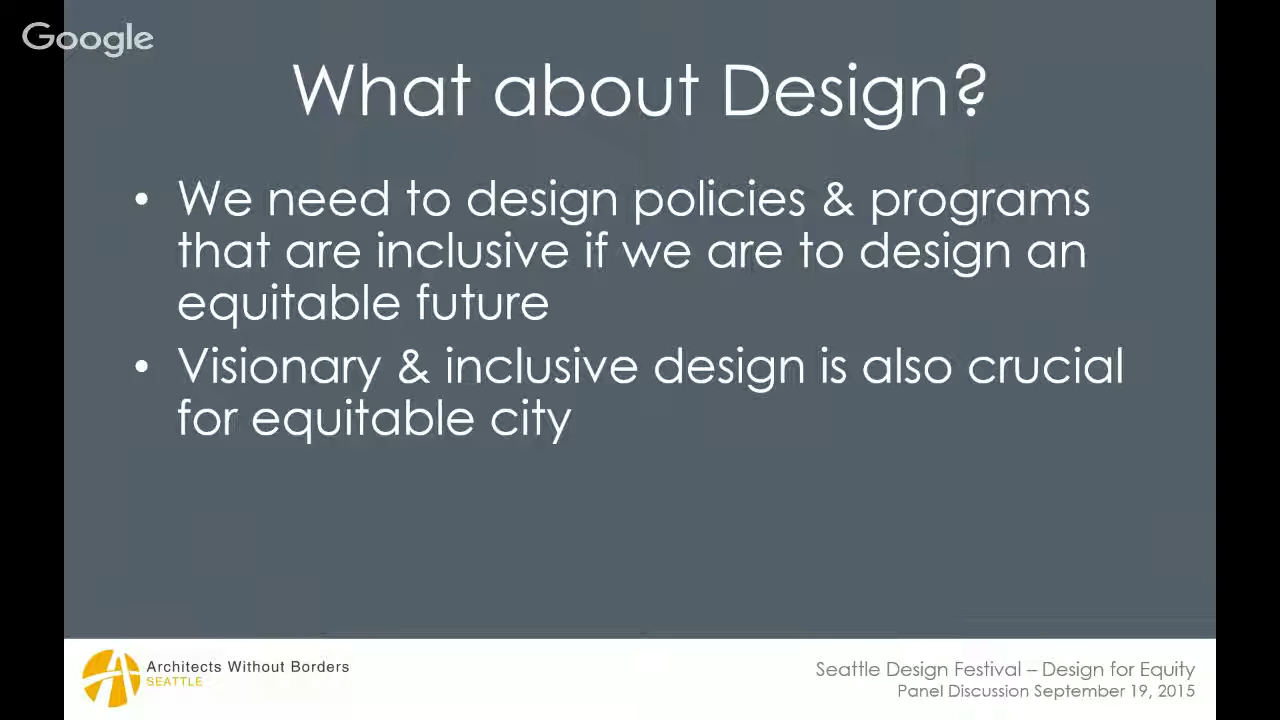 Google
What about Design?
• We need to design policies & programs
that are inclusive if we are to design an
equitable future
• Visionary & inclusive design is also crucial
for equitable city
Architects Without Borders
SEATTLE
Seattle Design Festival – Design for Equity
Panel Discussion September 19, 2015